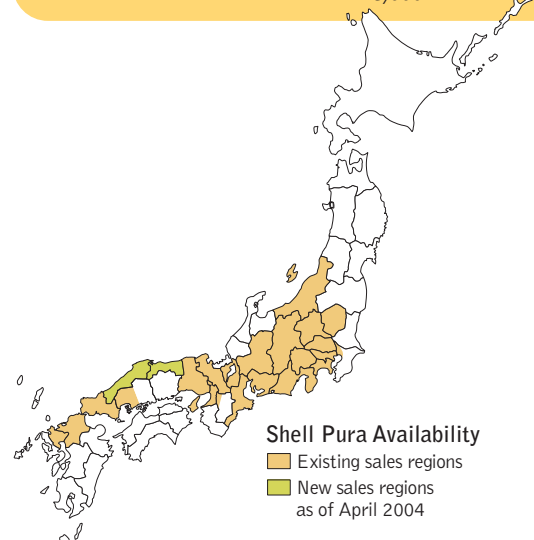 Shell Pura Availability
Existing sales regions
New sales regions
as of April 2004